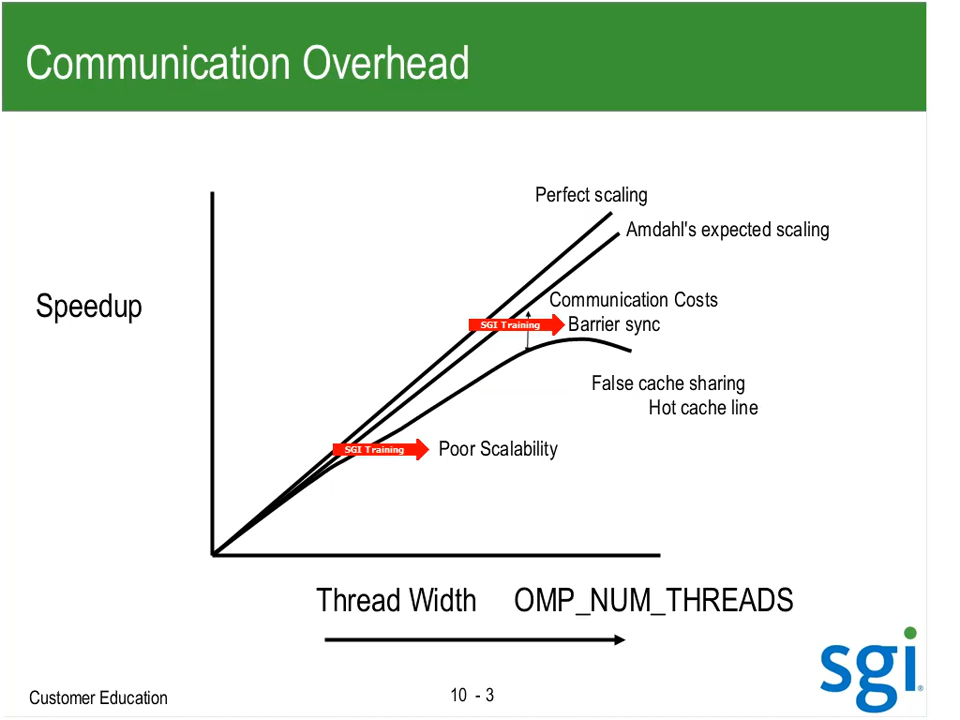 Communication Overhead
Perfect scaling
Amdahl's expected scaling
Speedup
Communication Costs
SGI Training
Barrier sync
False cache sharing
Hot cache line
SGI Training
Poor Scalability
Thread Width OMP_NUM_THREADS
sgi®
Customer Education
10 - 3